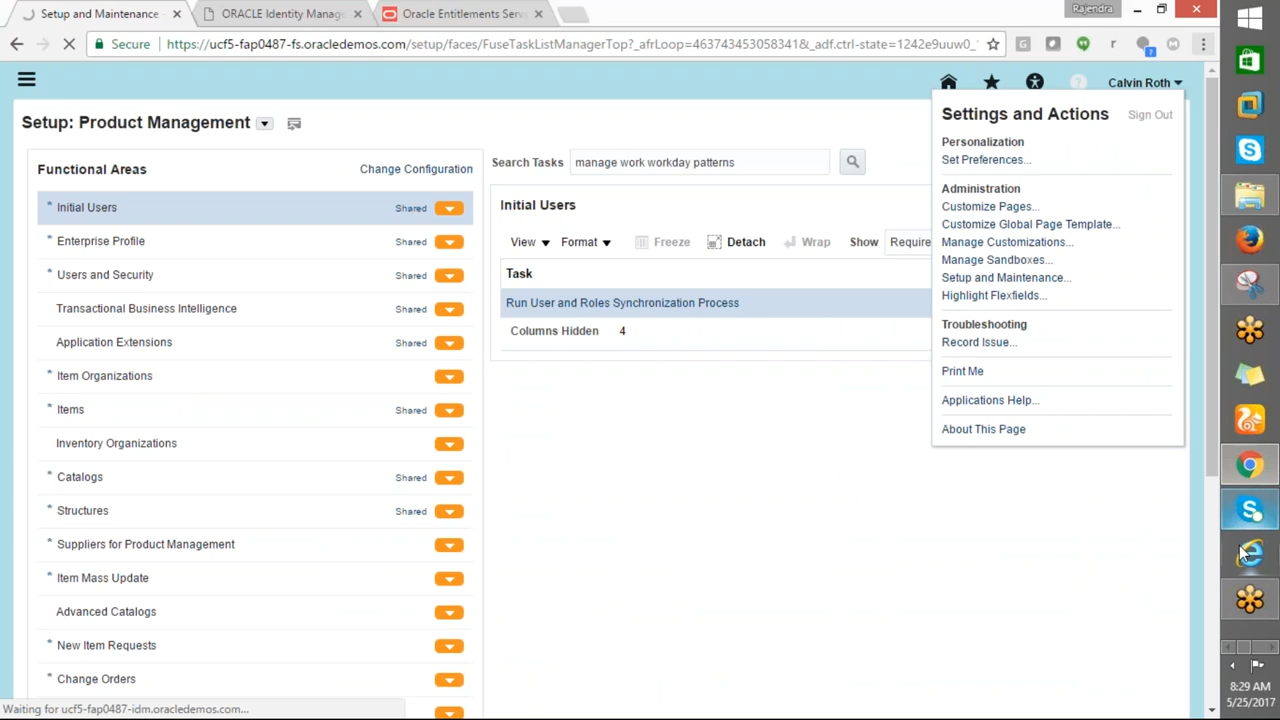 Setup and Maintenance
ORACLE Identity Manag
Oracle Entitlements Serv
Rajendra
Secure
https://ucf5-fap0487-fs.oracledemos.com/setup/faces/FuseTaskListManagerTop?_afrLoop=4637434530583418&_adf.ctrl-state=1242e9uuw0_
Calvin Roth
Setup: Product Management
Functional Areas
Change Configuration
Initial Users Shared
Enterprise Profile Shared
Users and Security Shared
Transactional Business Intelligence Shared
Application Extensions Shared
Item Organizations
Items Shared
Inventory Organizations
Catalogs Shared
Structures Shared
Suppliers for Product Management
Item Mass Update
Advanced Catalogs
New Item Requests
Change Orders
Search Tasks manage work workday patterns
Initial Users
View Format Freeze Detach Wrap Show Require
Task
Run User and Roles Synchronization Process
Columns Hidden 4
Settings and Actions Sign Out
Personalization
Set Preferences...
Administration
Customize Pages...
Customize Global Page Template...
Manage Customizations...
Manage Sandboxes...
Setup and Maintenance...
Highlight Flexfields...
Troubleshooting
Record Issue...
Print Me
Applications Help...
About This Page
Waiting for ucf5-fap0487-idm.oracledemos.com...
8:29 AM
5/25/2017